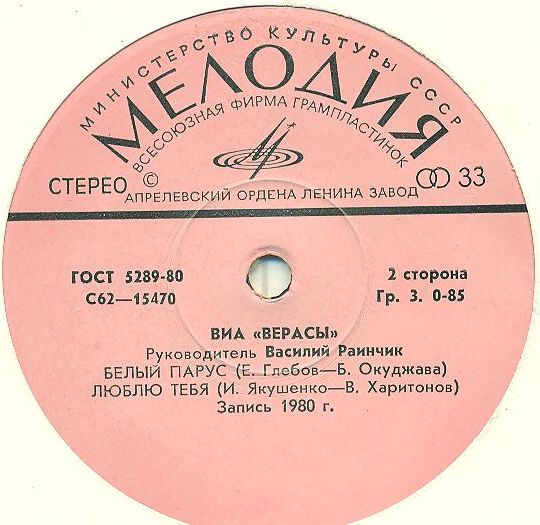 МИНИСТЕРСТВО КУЛЬТУРЫ СССР
МЕЛОДИЯ
ВСЕСОЮЗНАЯ ФИРМА ГРАМПЛАСТИНОК
СТЕРЕО © 33
АПРЕЛЕВСКИЙ ОРДЕНА ЛЕНИНА ЗАВОД
ГОСТ 5289-80 2 сторона
С62—15470 Гр. 3. 0-85
ВИА «ВЕРАСЫ»
Руководитель Василий Раинчик
БЕЛЫЙ ПАРУС (Е. Глебов—Б. Окуджава)
ЛЮБЛЮ ТЕБЯ (И. Якушенко—В. Харитонов)
Запись 1980 г.